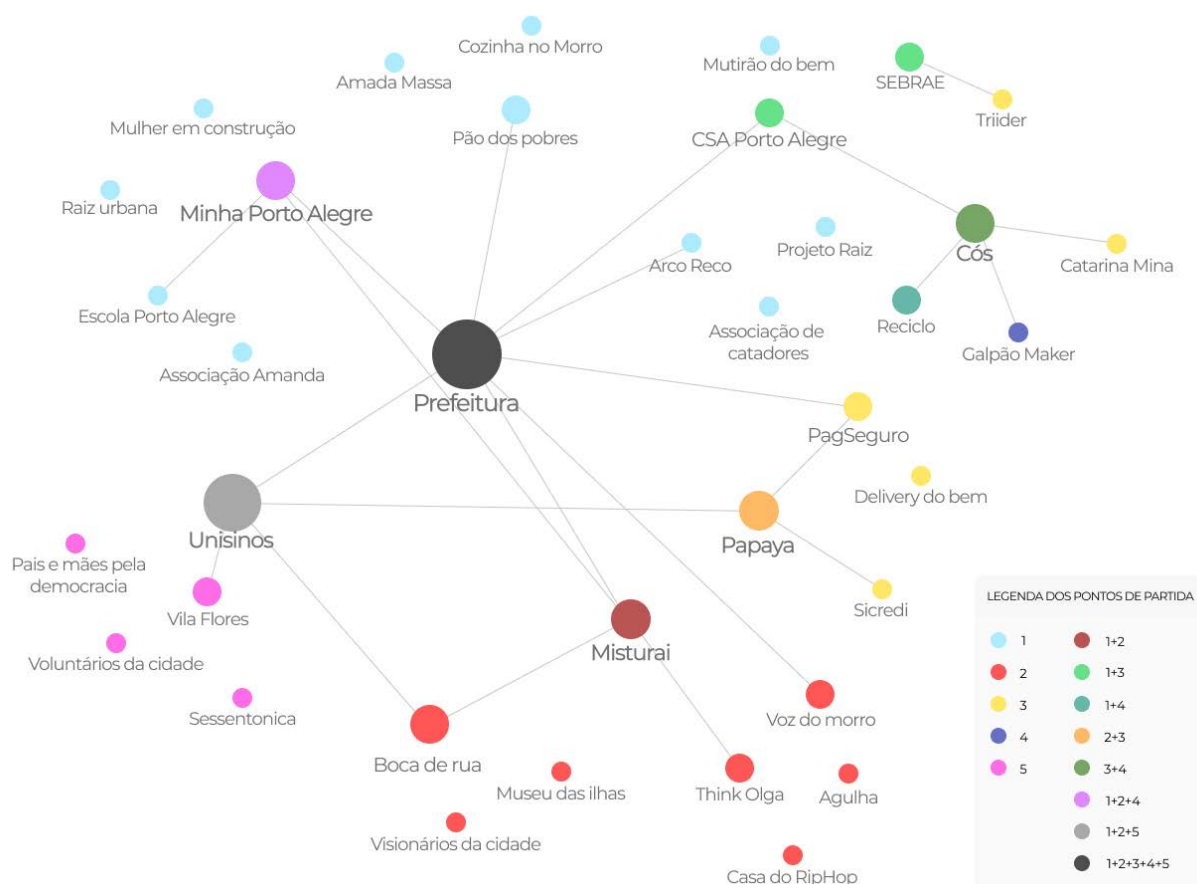 Cozinha no Morro
Amada Massa
Mutirão do bem
SEBRAE
Triider
Mulher em construção
Pão dos pobres
CSA Porto Alegre
Raiz urbana
Minha Porto Alegre
Arco Reco
Projeto Raiz
Cós
Catarina Mina
Escola Porto Alegre
Associação de
catadores
Reciclo
Galpão Maker
Associação Amanda
Prefeitura
PagSeguro
Delivery do bem
Unisinos
Papaya
Pais e mães pela
democracia
Vila Flores
Sicredi
Voluntários da cidade
Misturai
Sessentonica
Voz do morro
Boca de rua
Museu das ilhas
Think Olga
Agulha
Visionários da cidade
Casa do RipHop
LEGENDA DOS PONTOS DE PARTIDA
1
2
3
4
5
1+2
1+3
1+4
2+3
3+4
1+2+4
1+2+5
1+2+3+4+5